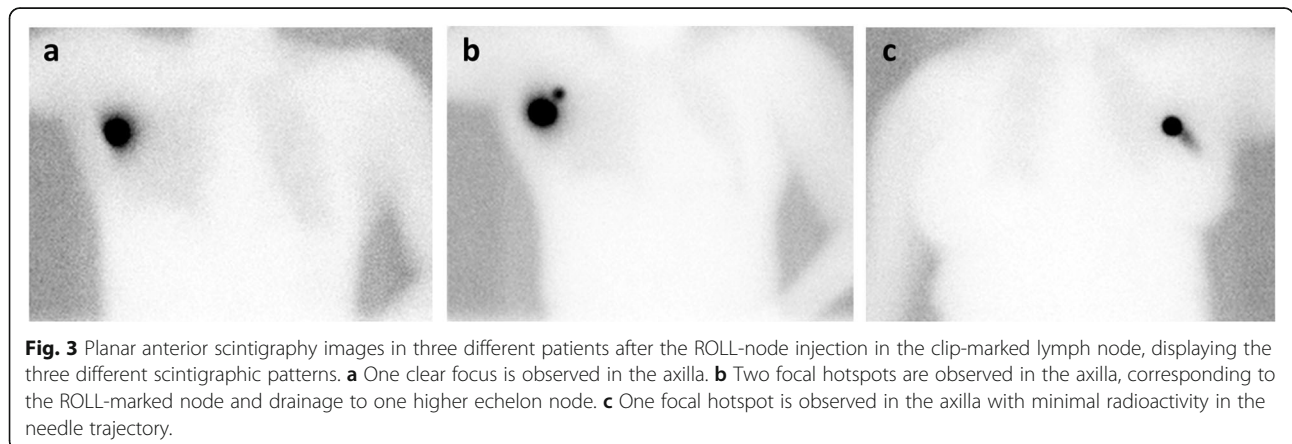 a
b
c
Fig. 3 Planar anterior scintigraphy images in three different patients after the ROLL-node injection in the clip-marked lymph node, displaying the
three different scintigraphic patterns. a One clear focus is observed in the axilla. b Two focal hotspots are observed in the axilla, corresponding to
the ROLL-marked node and drainage to one higher echelon node. c One focal hotspot is observed in the axilla with minimal radioactivity in the
needle trajectory.